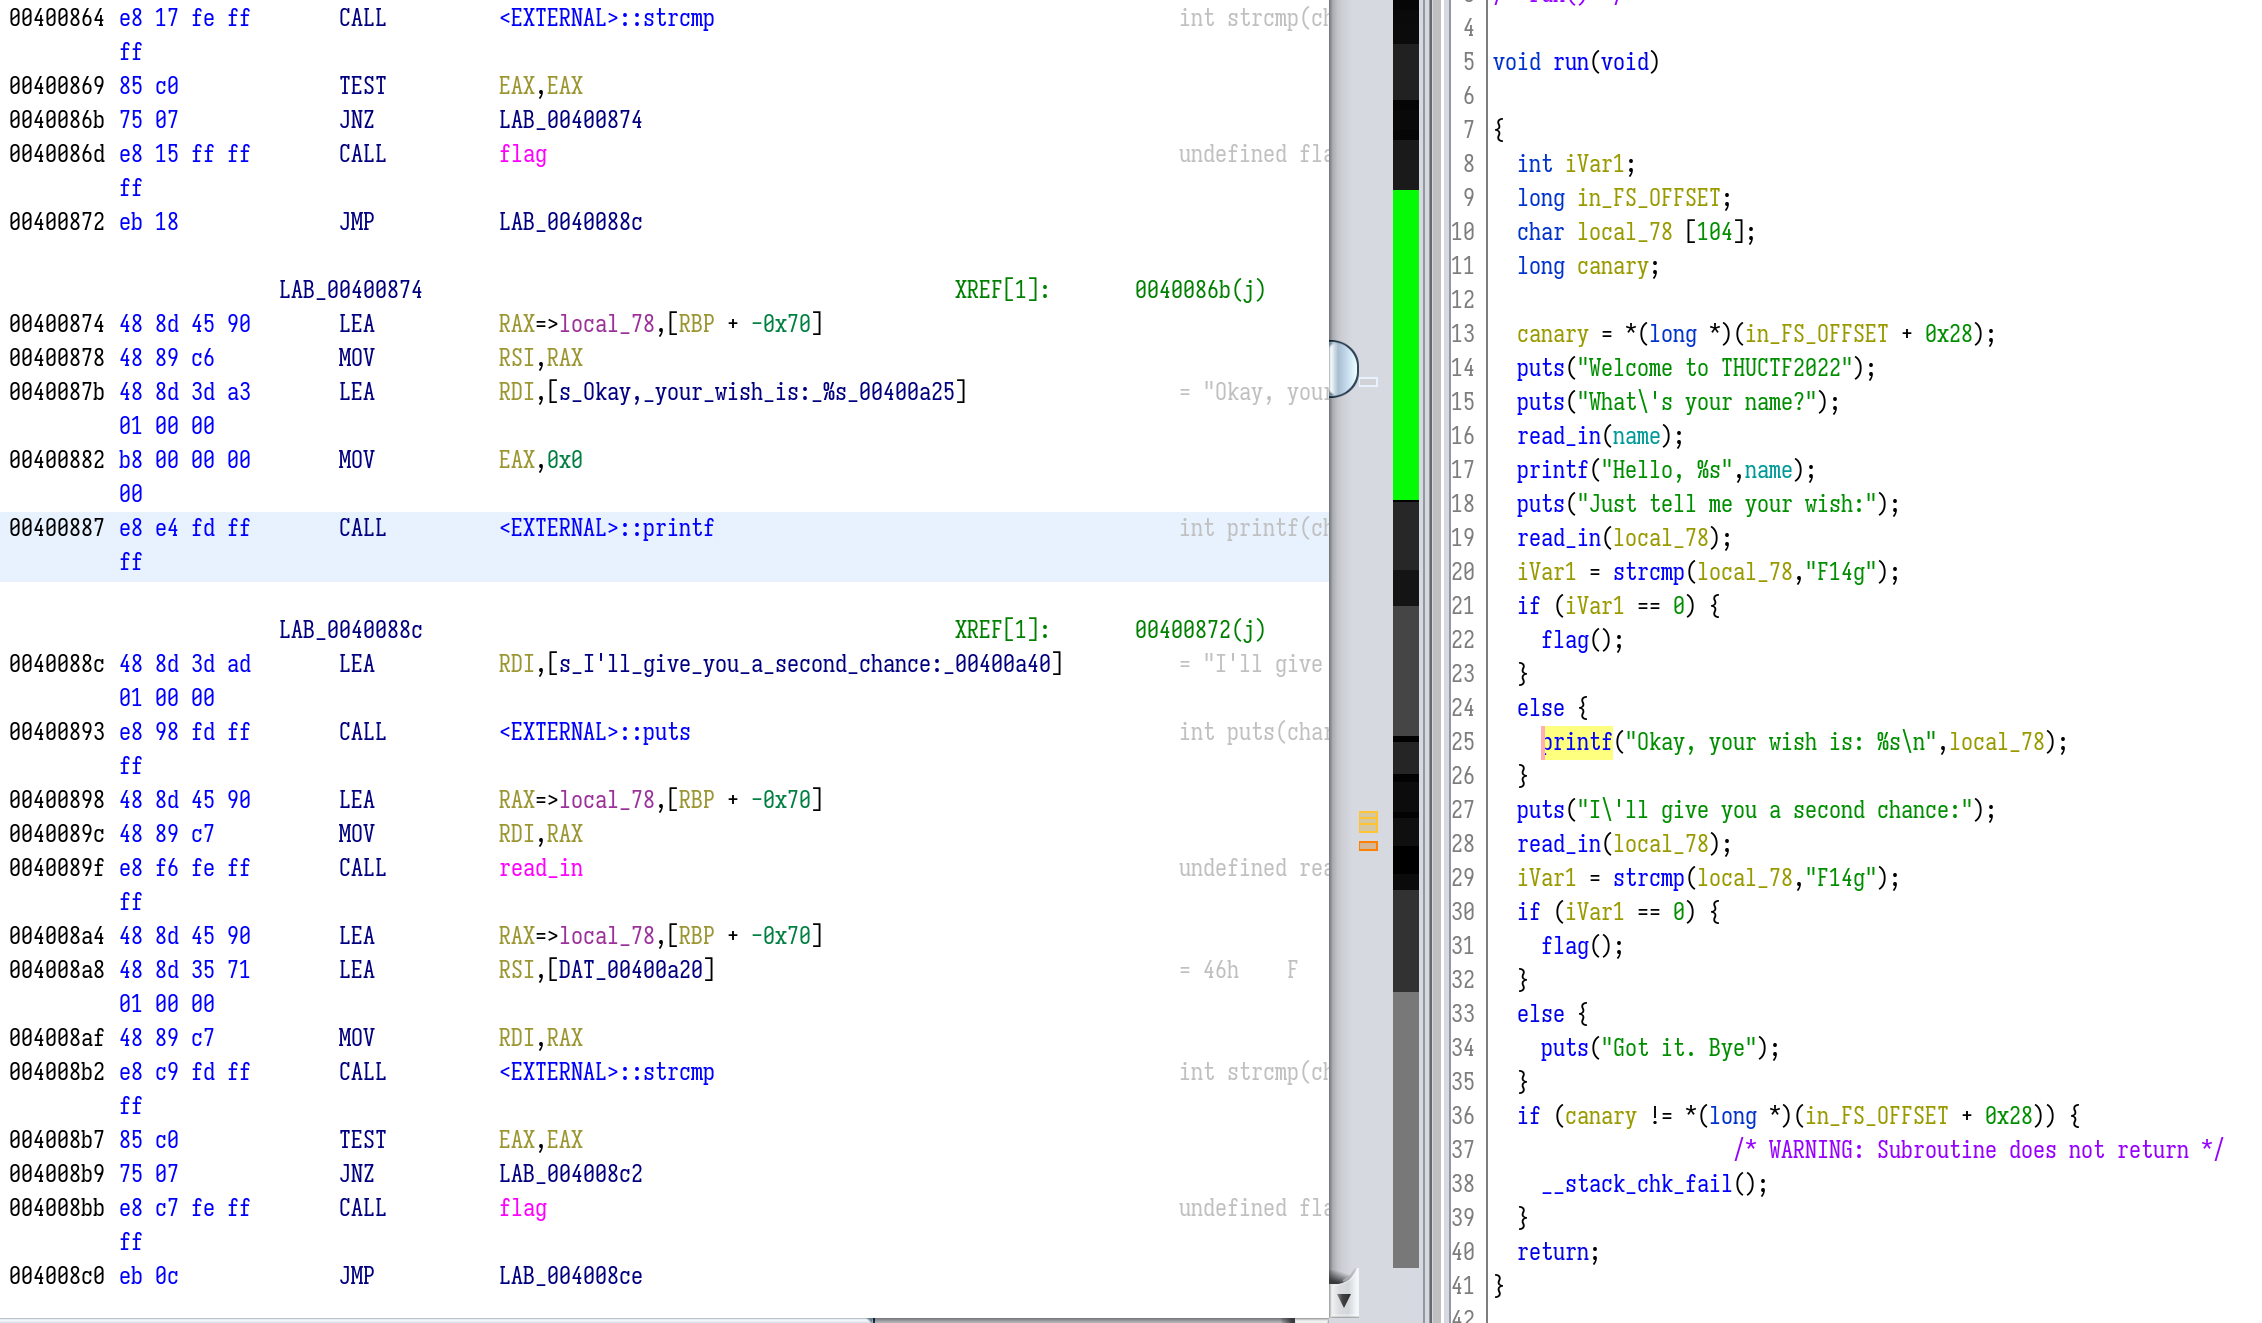 00400864 e8 17 fe ff CALL <EXTERNAL>::strcmp int strcmp(ch
ff
00400869 85 c0 TEST EAX,EAX
0040086b 75 07 JNZ LAB_00400874
0040086d e8 15 ff ff CALL flag undefined fla
ff
00400872 eb 18 JMP LAB_0040088c
LAB_00400874 XREF[1]: 0040086b(j)
00400874 48 8d 45 90 LEA RAX=>local_78,[RBP + -0x70]
00400878 48 89 c6 MOV RSI,RAX
0040087b 48 8d 3d a3 LEA RDI,[s_Okay,_your_wish_is:_%s_00400a25] = "Okay, your
01 00 00
00400882 b8 00 00 00 MOV EAX,0x0
00
00400887 e8 e4 fd ff CALL <EXTERNAL>::printf int printf(ch
ff
LAB_0040088c XREF[1]: 00400872(j)
0040088c 48 8d 3d ad LEA RDI,[s_I'll_give_you_a_second_chance:_00400a40] = "I'll give
01 00 00
00400893 e8 98 fd ff CALL <EXTERNAL>::puts int puts(char
ff
00400898 48 8d 45 90 LEA RAX=>local_78,[RBP + -0x70]
0040089c 48 89 c7 MOV RDI,RAX
0040089f e8 f6 fe ff CALL read_in undefined rea
ff
004008a4 48 8d 45 90 LEA RAX=>local_78,[RBP + -0x70]
004008a8 48 8d 35 71 LEA RSI,[DAT_00400a20] = 46h F
01 00 00
004008af 48 89 c7 MOV RDI,RAX
004008b2 e8 c9 fd ff CALL <EXTERNAL>::strcmp int strcmp(ch
ff
004008b7 85 c0 TEST EAX,EAX
004008b9 75 07 JNZ LAB_004008c2
004008bb e8 c7 fe ff CALL flag undefined fla
ff
004008c0 eb 0c JMP LAB_004008ce
4
5 void run(void)
6
7 {
8 int iVar1;
9 long in_FS_OFFSET;
10 char local_78 [104];
11 long canary;
12
13 canary = *(long *)(in_FS_OFFSET + 0x28);
14 puts("Welcome to THUCTF2022");
15 puts("What\'s your name?");
16 read_in(name);
17 printf("Hello, %s",name);
18 puts("Just tell me your wish:");
19 read_in(local_78);
20 iVar1 = strcmp(local_78,"F14g");
21 if (iVar1 == 0) {
22 flag();
23 }
24 else {
25 printf("Okay, your wish is: %s\n",local_78);
26 }
27 puts("I\'ll give you a second chance:");
28 read_in(local_78);
29 iVar1 = strcmp(local_78,"F14g");
30 if (iVar1 == 0) {
31 flag();
32 }
33 else {
34 puts("Got it. Bye");
35 }
36 if (canary != *(long *)(in_FS_OFFSET + 0x28)) {
37 /* WARNING: Subroutine does not return */
38 __stack_chk_fail();
39 }
40 return;
41 }
42